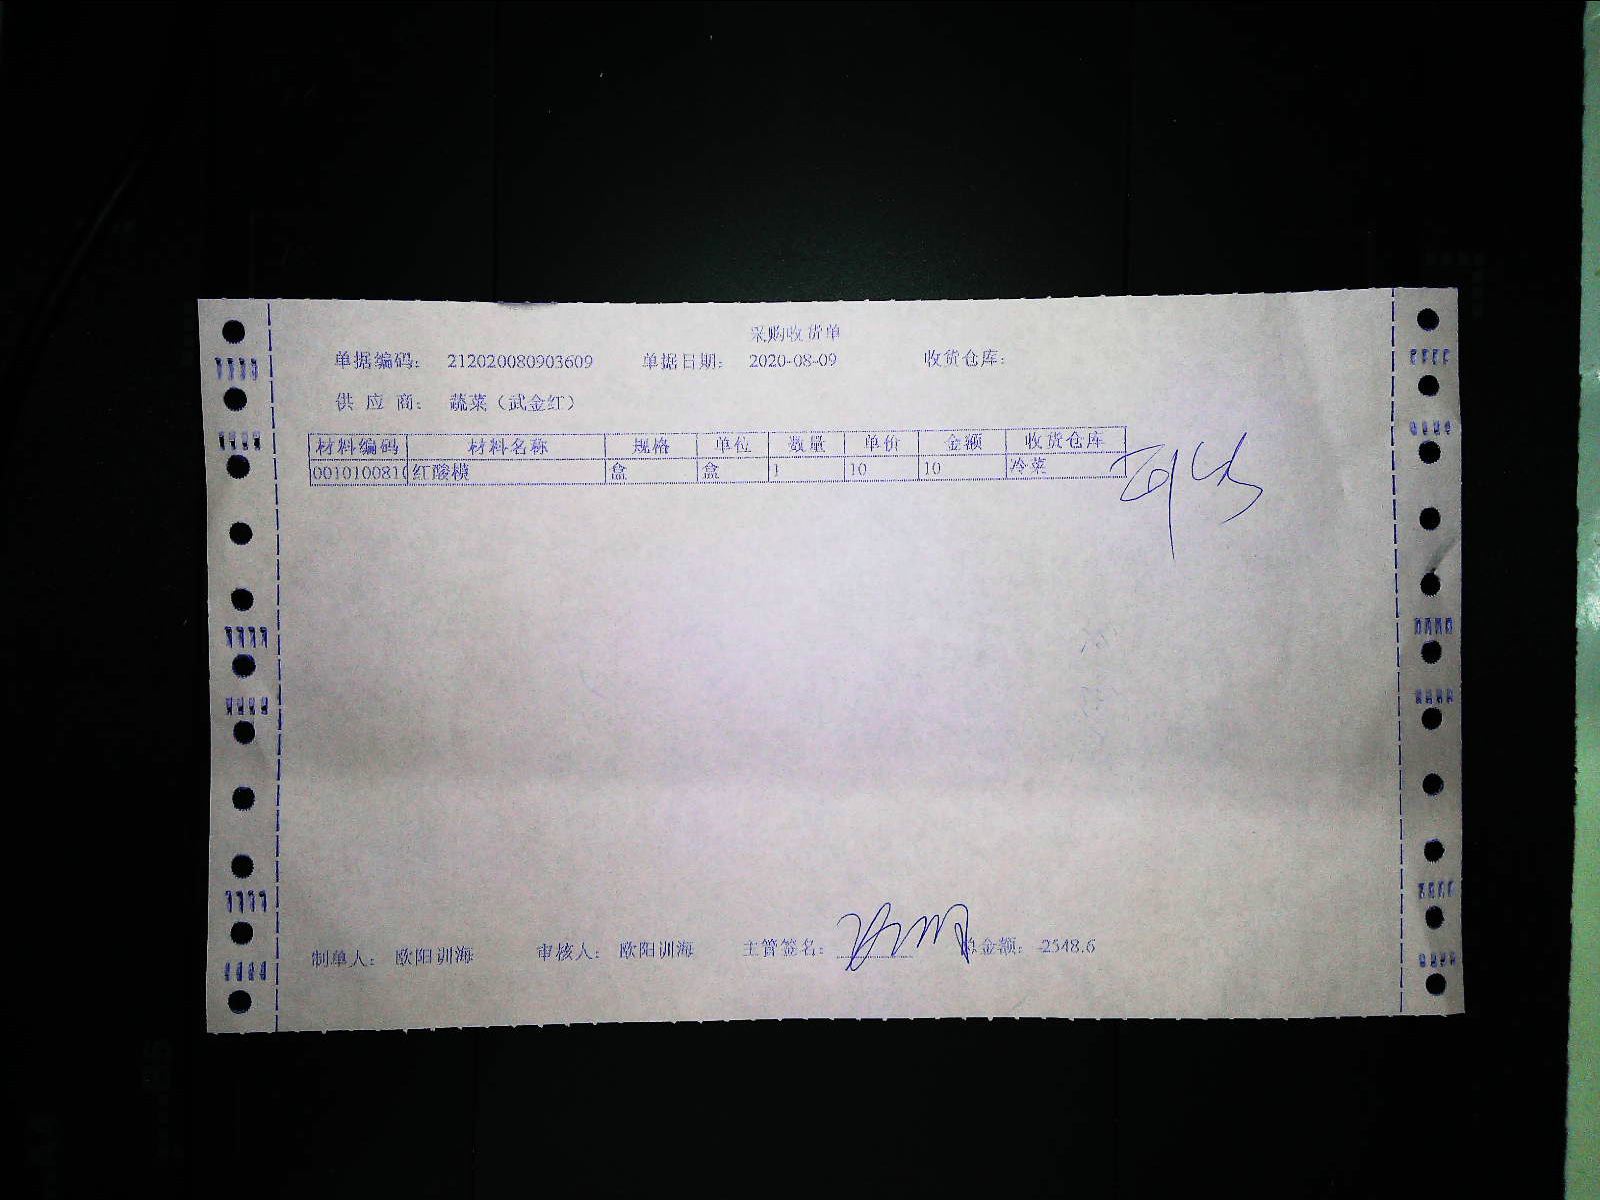 采购收货单
单据编码： 212020080903609 单据日期： 2020-08-09 收货仓库：
供 应 商： 蔬菜（武金红）
材料编码 材料名称 规格 单位 数量 单价 金额 收货仓库
0010100810 红酸模 盒 盒 1 10 10 冷菜
制单人： 欧阳训海 审核人： 欧阳训海 主管签名： 总金额： 2548.6